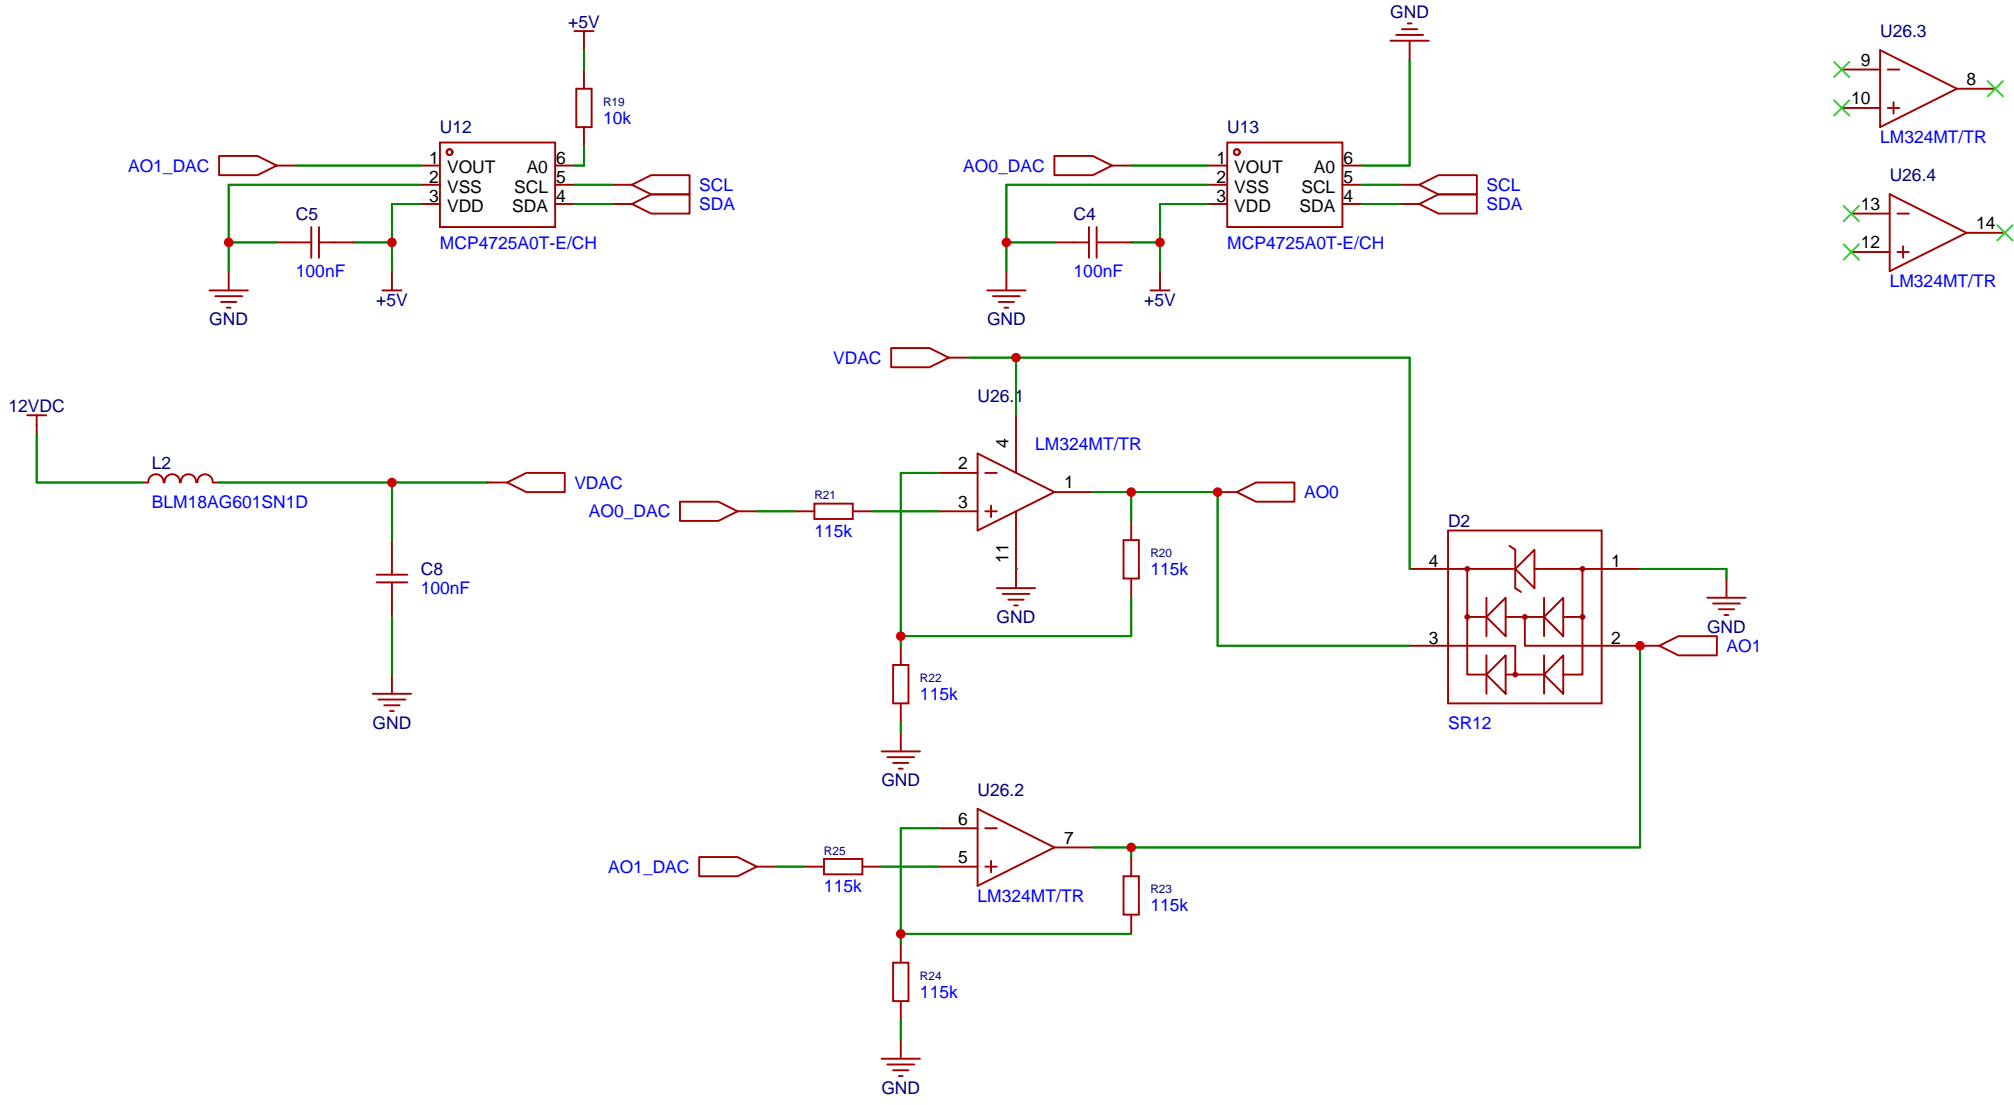 +5V
R19
10k
U12
AO1_DAC
1
2
3
VOUT
VSS
VDD
A0
SCL
SDA
6
5
4
SCL
SDA
MCP4725A0T-E/CH
C5
100nF
GND
+5V
GND
U13
AO0_DAC
1
2
3
VOUT
VSS
VDD
A0
SCL
SDA
6
5
4
SCL
SDA
MCP4725A0T-E/CH
C4
100nF
GND
+5V
U26.3
9
10
8
LM324MT/TR
U26.4
13
12
14
LM324MT/TR
12VDC
L2
BLM18AG601SN1D
VDAC
C8
100nF
GND
VDAC
U26.1
4
LM324MT/TR
2
3
1
11
GND
AO0_DAC
R21
115k
AO0
R20
115k
R22
115k
GND
D2
4
3
1
2
GND
AO1
SR12
U26.2
6
5
7
LM324MT/TR
AO1_DAC
R25
115k
R23
115k
R24
115k
GND